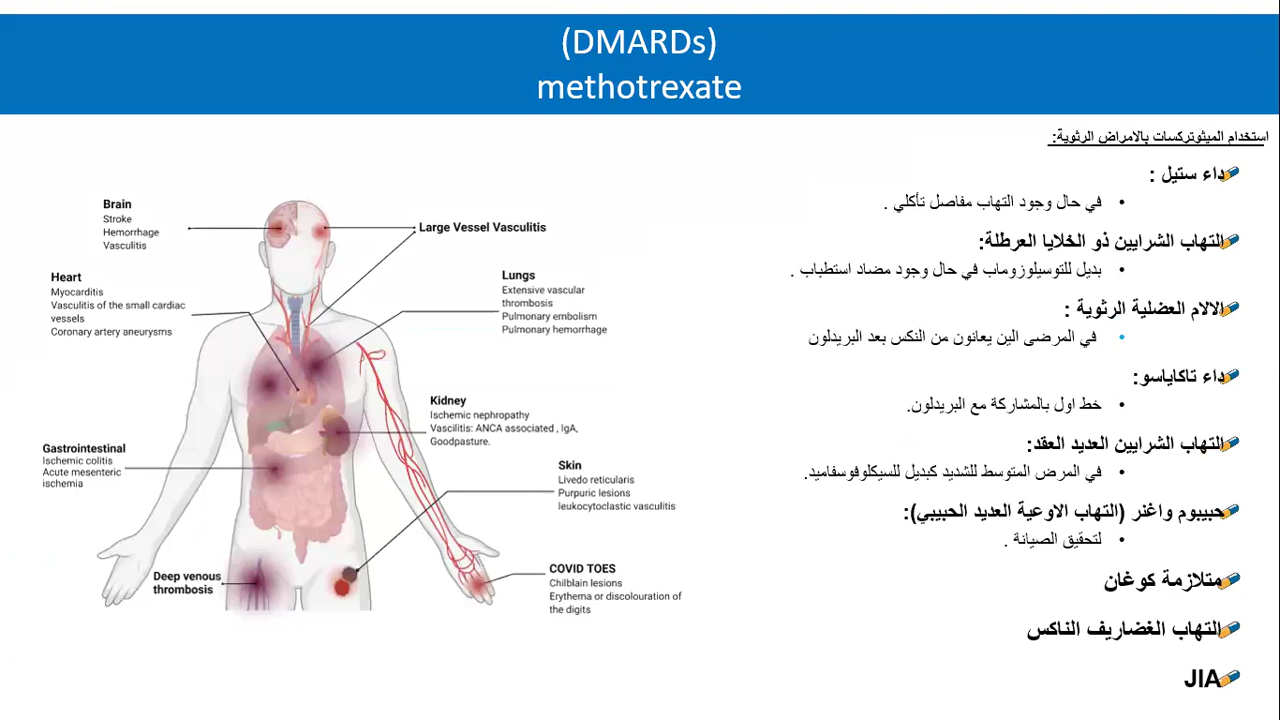 (DMARDs)
methotrexate
استخدام الميثوتركسات بالامراض الرثوية:
داء ستيل :
• في حال وجود التهاب مفاصل تأكلي .
التهاب الشرايين ذو الخلايا العرطلة:
• بديل للتوسيلوزوماب في حال وجود مضاد استطباب .
الالام العضلية الرثوية :
• في المرضى الين يعانون من النكس بعد البريدلون
داء تاكاياسو:
• خط اول بالمشاركة مع البريدلون.
التهاب الشرايين العديد العقد:
• في المرض المتوسط للشديد كبديل للسيكلوفوسفاميد.
حبيبوم واغنر (التهاب الاوعية العديد الحبيبي):
• لتحقيق الصيانة .
متلازمة كوغان
التهاب الغضاريف الناكس
JIA
Brain
Stroke
Hemorrhage
Vasculitis
Heart
Myocarditis
Vasculitis of the small cardiac
vessels
Coronary artery aneurysms
Gastrointestinal
Ischemic colitis
Acute mesenteric
ischemia
Deep venous
thrombosis
Large Vessel Vasculitis
Lungs
Extensive vascular
thrombosis
Pulmonary embolism
Pulmonary hemorrhage
Kidney
Ischemic nephropathy
Vascilitis: ANCA associated , IgA,
Goodpasture.
Skin
Livedo reticularis
Purpuric lesions
leukocytoclastic vasculitis
COVID TOES
Chilblain lesions
Erythema or discolouration of
the digits